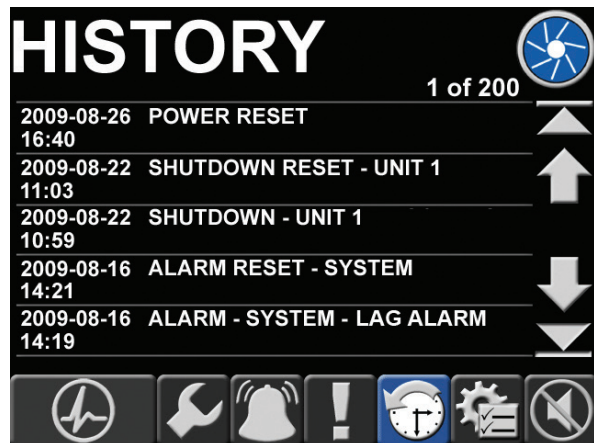 HISTORY
1 of 200
2009-08-26 POWER RESET
16:40
2009-08-22 SHUTDOWN RESET - UNIT 1
11:03
2009-08-22 SHUTDOWN - UNIT 1
10:59
2009-08-16 ALARM RESET - SYSTEM
14:21
2009-08-16 ALARM - SYSTEM - LAG ALARM
14:19